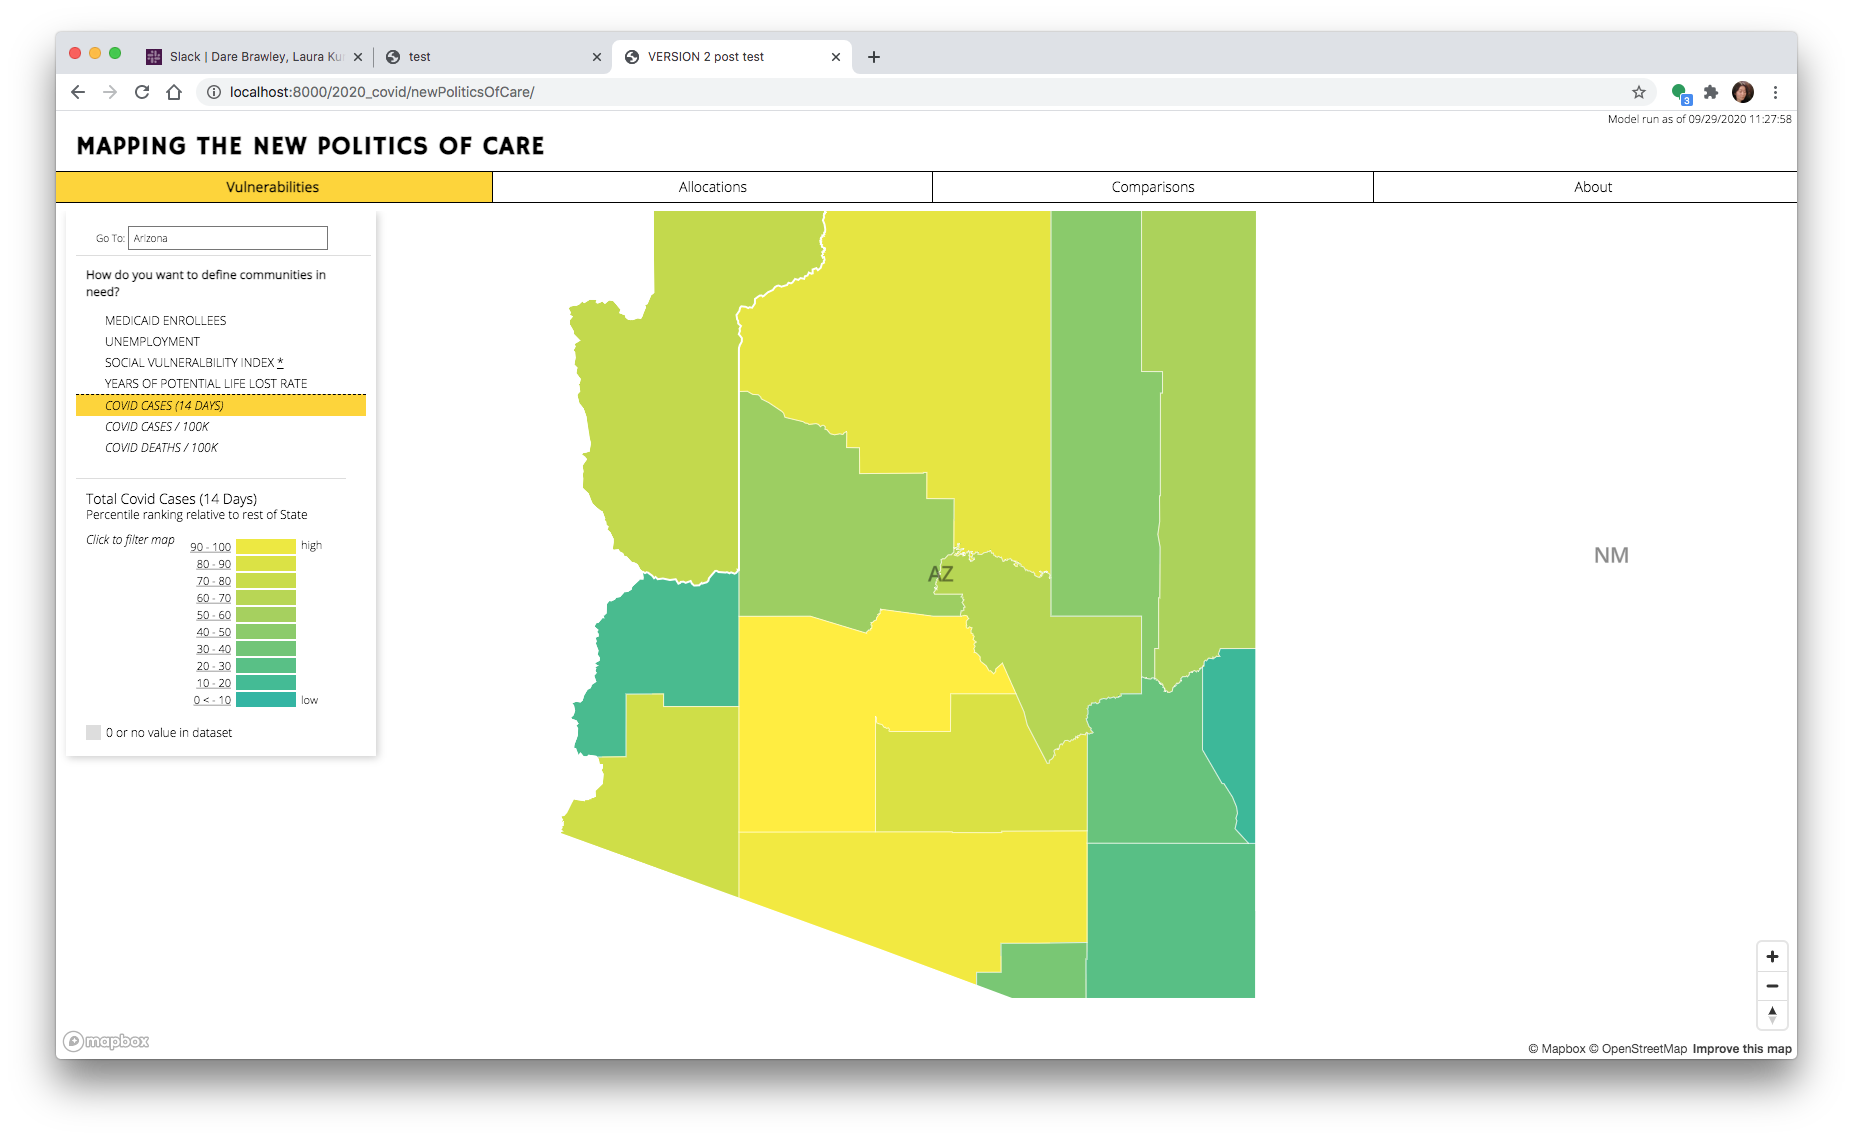 Slack | Dare Brawley, Laura Kur
test
VERSION 2 post test
localhost:8000/2020_covid/newPoliticsOfCare/
3
Model run as of 09/29/2020 11:27:58
MAPPING THE NEW POLITICS OF CARE
Vulnerabilities
Allocations
Comparisons
About
Go To: Arizona
How do you want to define communities in
need?
MEDICAID ENROLLEES
UNEMPLOYMENT
SOCIAL VULNERALBILITY INDEX *
YEARS OF POTENTIAL LIFE LOST RATE
COVID CASES (14 DAYS)
COVID CASES / 100K
COVID DEATHS / 100K
Total Covid Cases (14 Days)
Percentile ranking relative to rest of State
Click to filter map
90 - 100 high
80 - 90
70 - 80
60 - 70
50 - 60
40 - 50
30 - 40
20 - 30
10 - 20
0 < - 10 low
0 or no value in dataset
AZ
NM
mapbox
© Mapbox © OpenStreetMap Improve this map